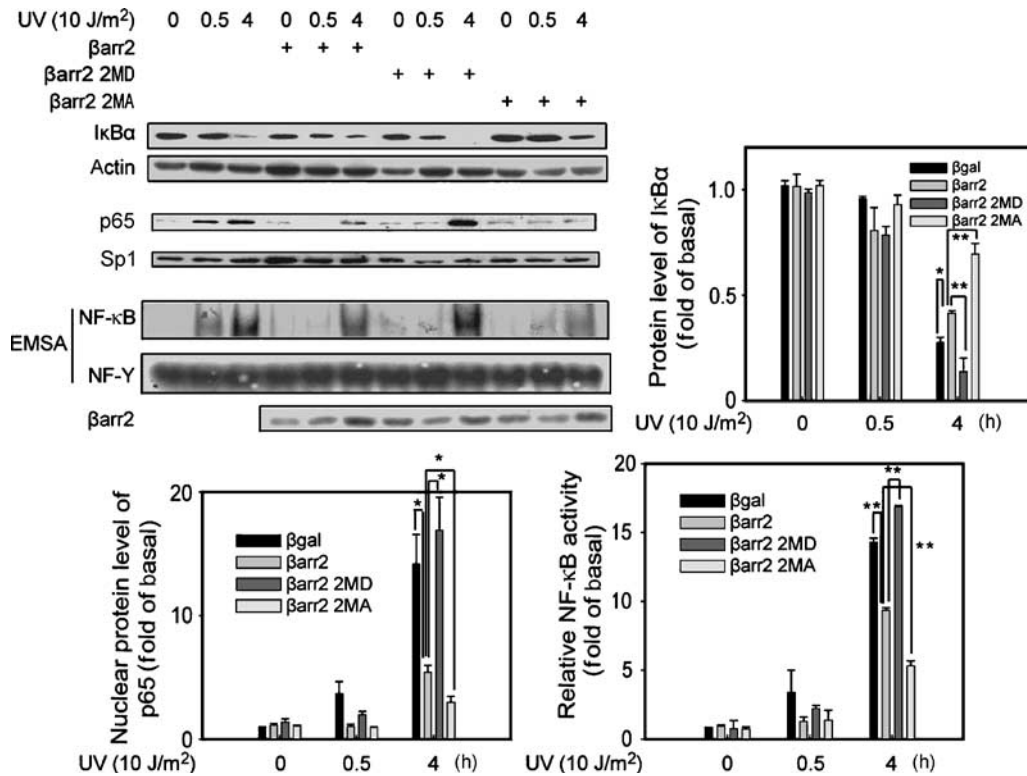 UV (10 J/m²) 0 0.5 4 0 0.5 4 0 0.5 4 0 0.5 4
βarr2 + + +
βarr2 2MD + + +
βarr2 2MA + + +
IκBα
Actin
p65
Sp1
EMSA
NF-κB
NF-Y
βarr2
Protein level of IκBα
(fold of basal)
1.0
0.5
0
βgal
βarr2
βarr2 2MD
βarr2 2MA
**
*
**
UV (10 J/m²) 0 0.5 4 (h)
Nuclear protein level of
p65 (fold of basal)
20
10
0
βgal
βarr2
βarr2 2MD
βarr2 2MA
*
*
*
UV (10 J/m²) 0 0.5 4 (h)
Relative NF-κB activity
(fold of basal)
20
15
10
5
0
βgal
βarr2
βarr2 2MD
βarr2 2MA
**
**
**
UV (10 J/m²) 0 0.5 4 (h)